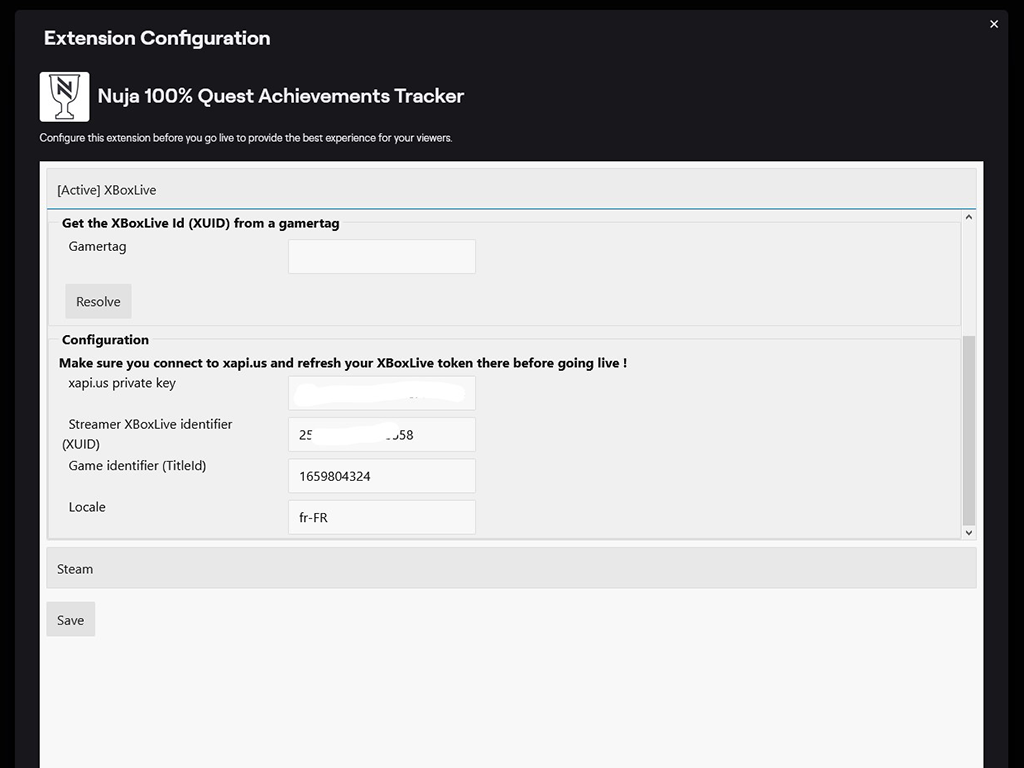 Extension Configuration
Nuja 100% Quest Achievements Tracker
Configure this extension before you go live to provide the best experience for your viewers.
[Active] XBoxLive
Get the XBoxLive Id (XUID) from a gamertag
Gamertag
Resolve
Configuration
Make sure you connect to xapi.us and refresh your XBoxLive token there before going live !
xapi.us private key
Streamer XBoxLive identifier
(XUID)
25 58
Game identifier (TitleId)
1659804324
Locale
fr-FR
Steam
Save